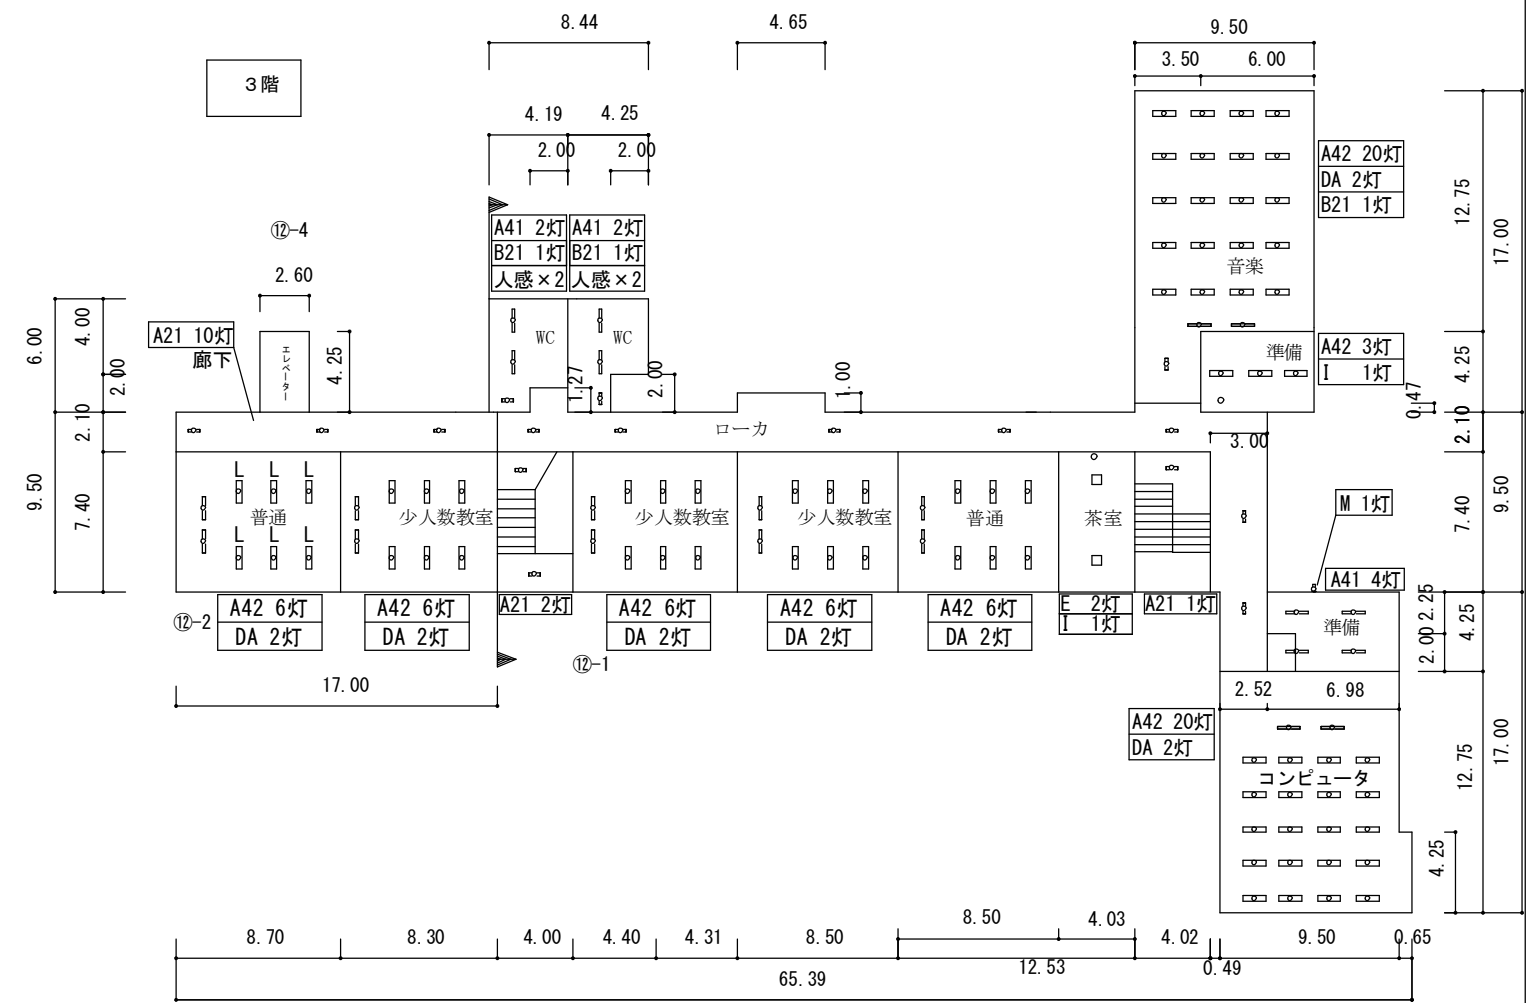 8.44
4.65
9.50
3.50
6.00
3階
4.19
4.25
2.00
2.00
A42 20灯
DA 2灯
B21 1灯
12.75
17.00
⑫-4
A41 2灯
A41 2灯
B21 1灯
B21 1灯
人感×2
人感×2
音楽
2.60
6.00
4.00
2.00
A21 10灯
廊下
エレベーター
4.25
WC
WC
1.27
2.00
1.00
準備
A42 3灯
I 1灯
4.25
0.47
2.10
ローカ
3.00
2.10
9.50
7.40
L L L
普通
L L L
少人数教室
少人数教室
少人数教室
普通
茶室
7.40
9.50
M 1灯
A41 4灯
⑫-2
A42 6灯
DA 2灯
A42 6灯
DA 2灯
A21 2灯
A42 6灯
DA 2灯
A42 6灯
DA 2灯
A42 6灯
DA 2灯
E 2灯
I 1灯
A21 1灯
準備
2.25
2.00
4.25
⑫-1
17.00
2.52
6.98
A42 20灯
DA 2灯
コンピュータ
12.75
17.00
4.25
8.50
4.03
8.70
8.30
4.00
4.40
4.31
8.50
4.02
9.50
0.65
12.53
0.49
65.39